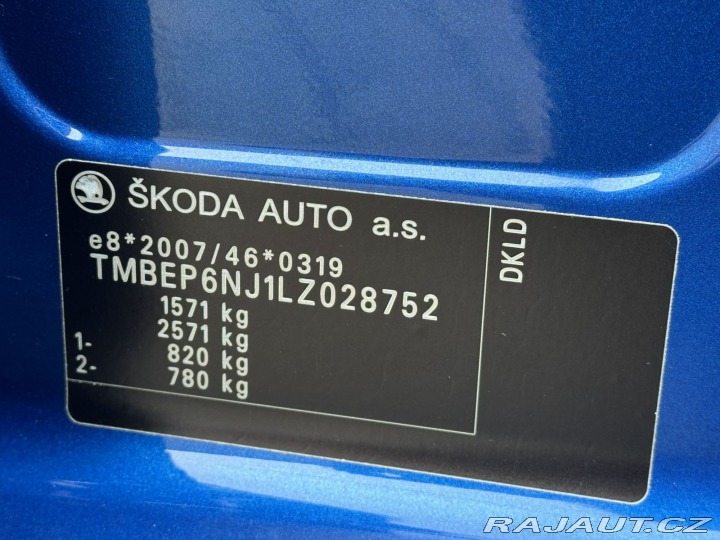 ŠKODA AUTO a.s.
e8*2007/46*0319
TMBEP6NJ1LZ028752
1571 kg
2571 kg
1- 820 kg
2- 780 kg
DKLD
RAJAUT.CZ